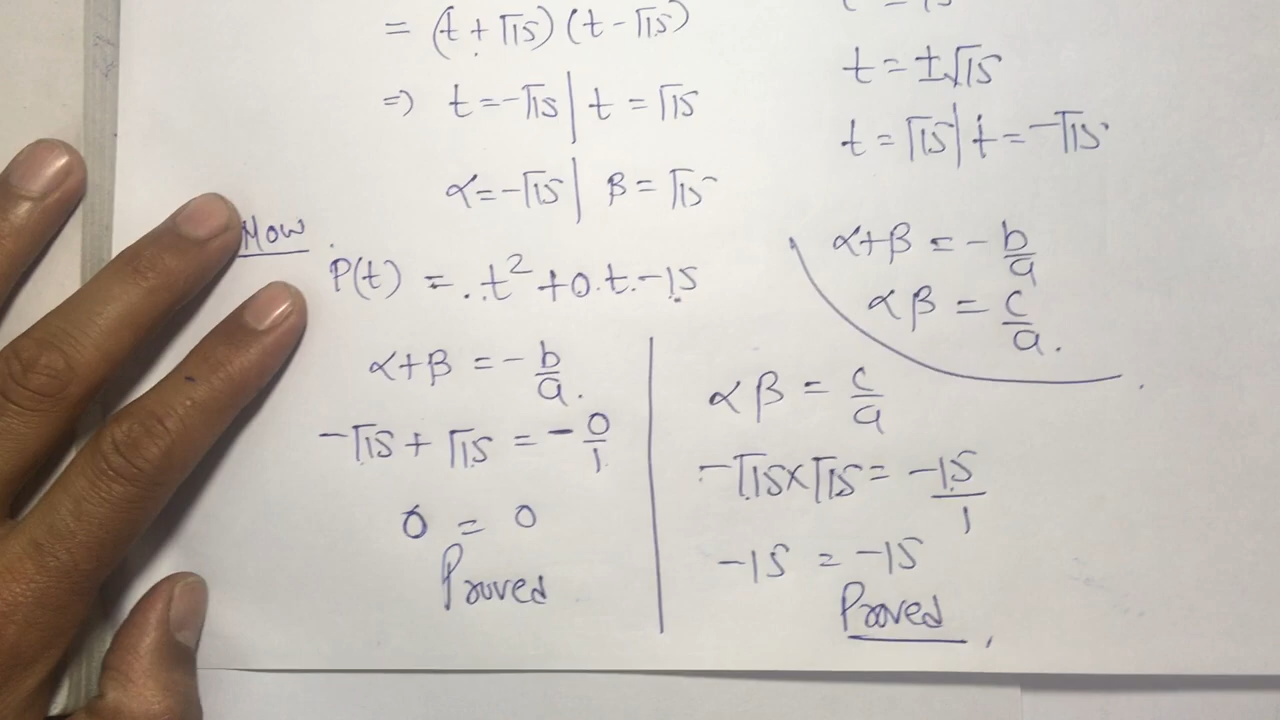 = (t + √15) (t - √15)
=> t = -√15 | t = √15
α = -√15 | β = √15
t = ±√15
t = √15 | t = -√15
α+β = - b/a
αβ = c/a.
Now
P(t) = t² + 0.t - 15
α+β = - b/a.
-√15 + √15 = - 0/1
0 = 0
Proved
αβ = c/a
-√15 × √15 = -15/1
-15 = -15
Proved